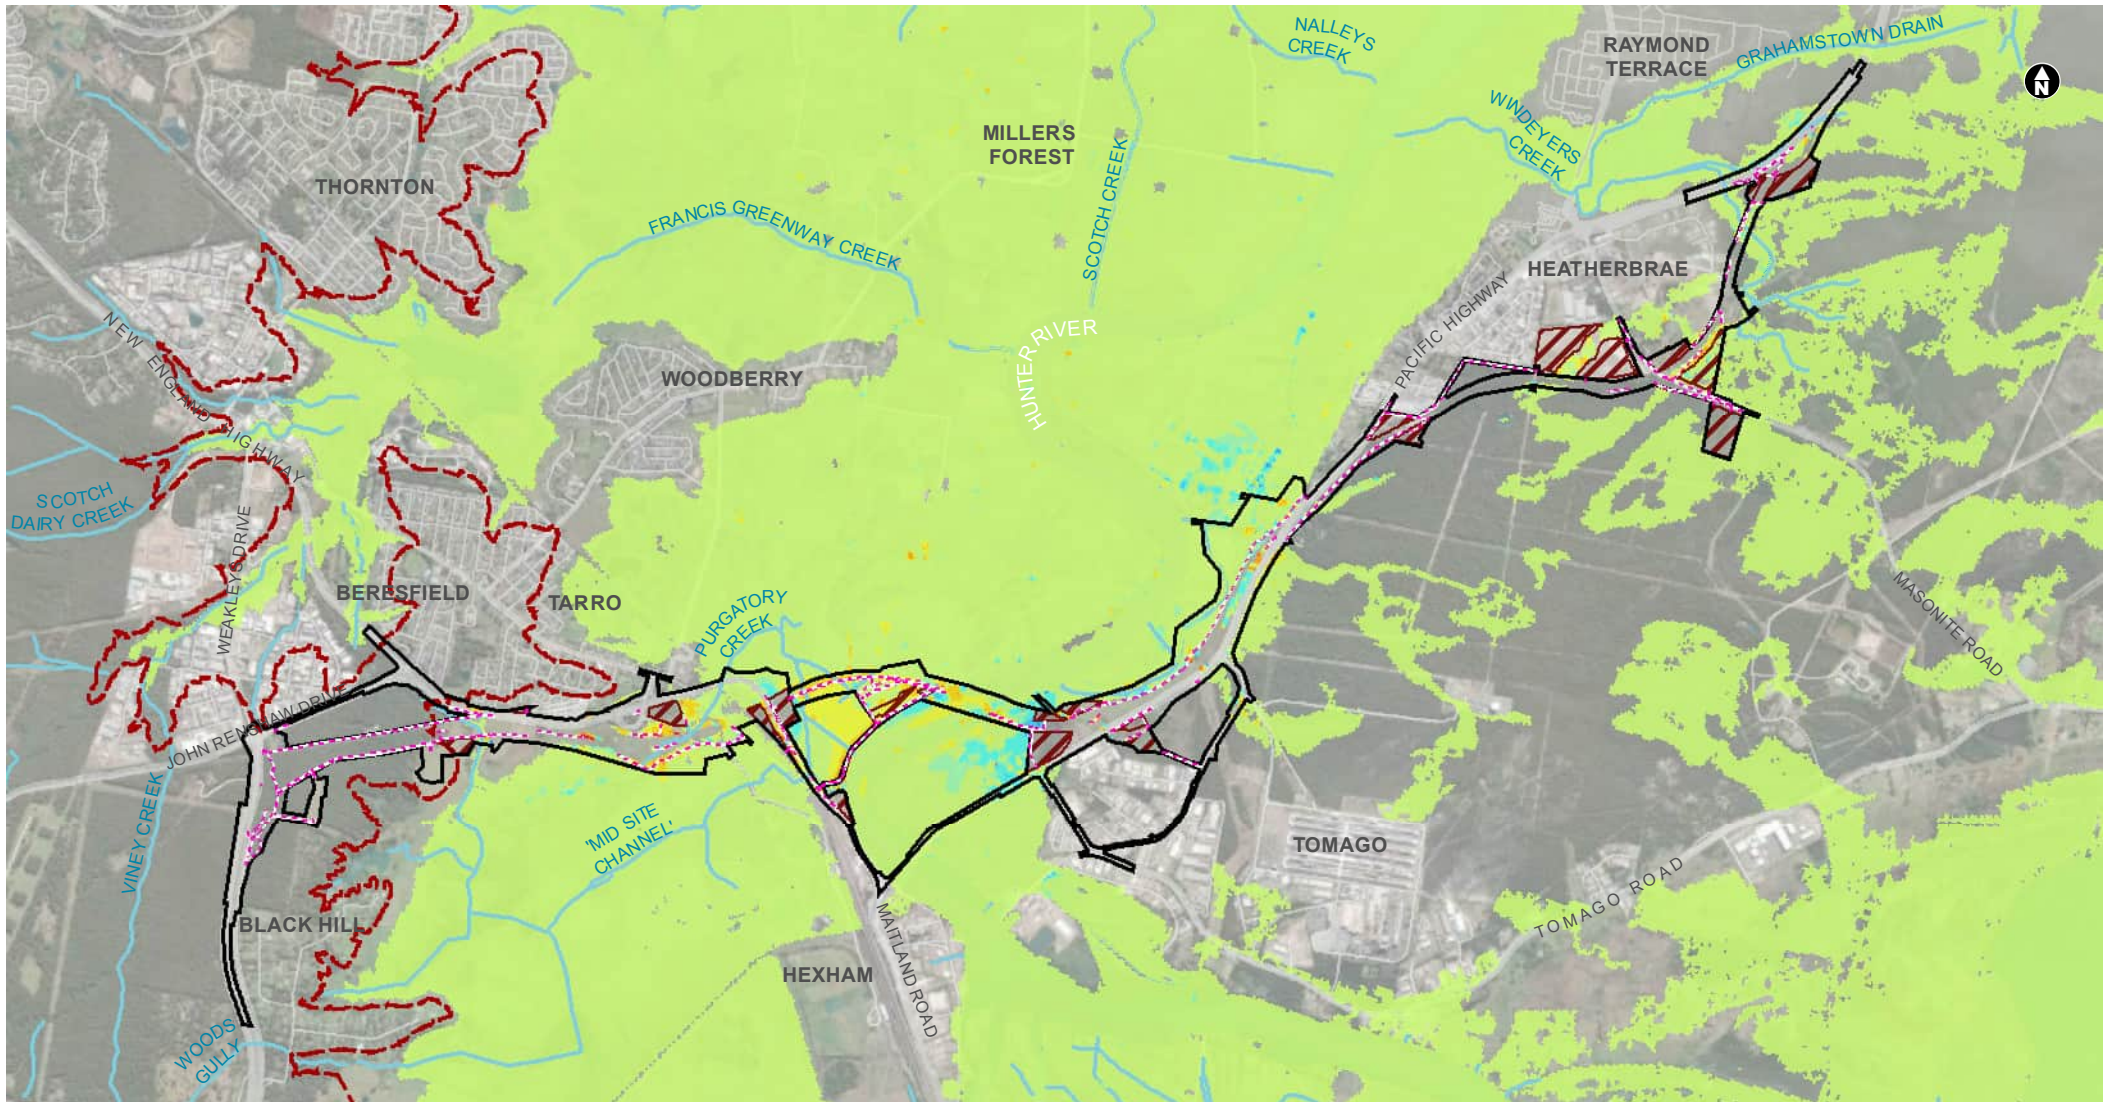 NALLEYS
CREEK
RAYMOND
TERRACE
GRAHAMSTOWN DRAIN
N
MILLERS
FOREST
WINDEYERS
CREEK
THORNTON
SCOTCH CREEK
FRANCIS GREENWAY CREEK
HEATHERBRAE
NEW ENGLAND HIGHWAY
HUNTER RIVER
PACIFIC HIGHWAY
WOODBERRY
SCOTCH
DAIRY CREEK
WEAKLEYS DRIVE
BERESFIELD
TARRO
PURGATORY
CREEK
MASONITE ROAD
JOHN RENSHAW DRIVE
VINEY CREEK
'MID SITE
CHANNEL'
TOMAGO
TOMAGO ROAD
BLACK HILL
HEXHAM
MAITLAND ROAD
WOODS
GULLY